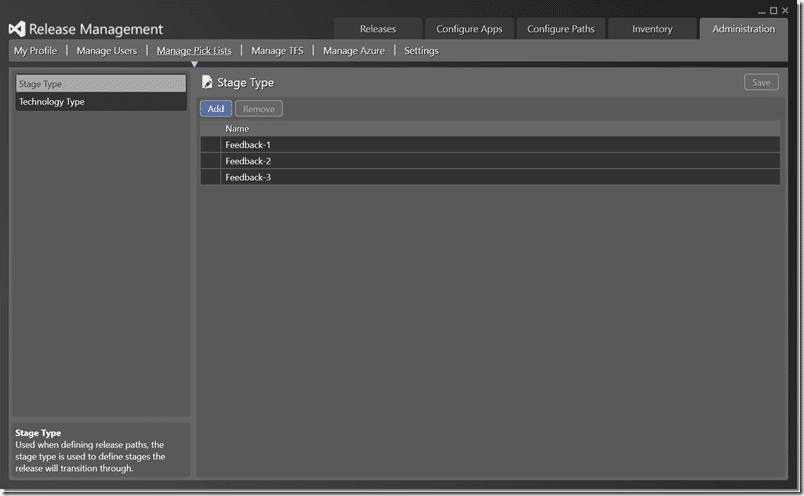 Release Management
Releases
Configure Apps
Configure Paths
Inventory
Administration
My Profile | Manage Users | Manage Pick Lists | Manage TFS | Manage Azure | Settings
Stage Type
Technology Type
Stage Type
Save
Add
Remove
Name
Feedback-1
Feedback-2
Feedback-3
Stage Type
Used when defining release paths, the
stage type is used to define stages the
release will transition through.